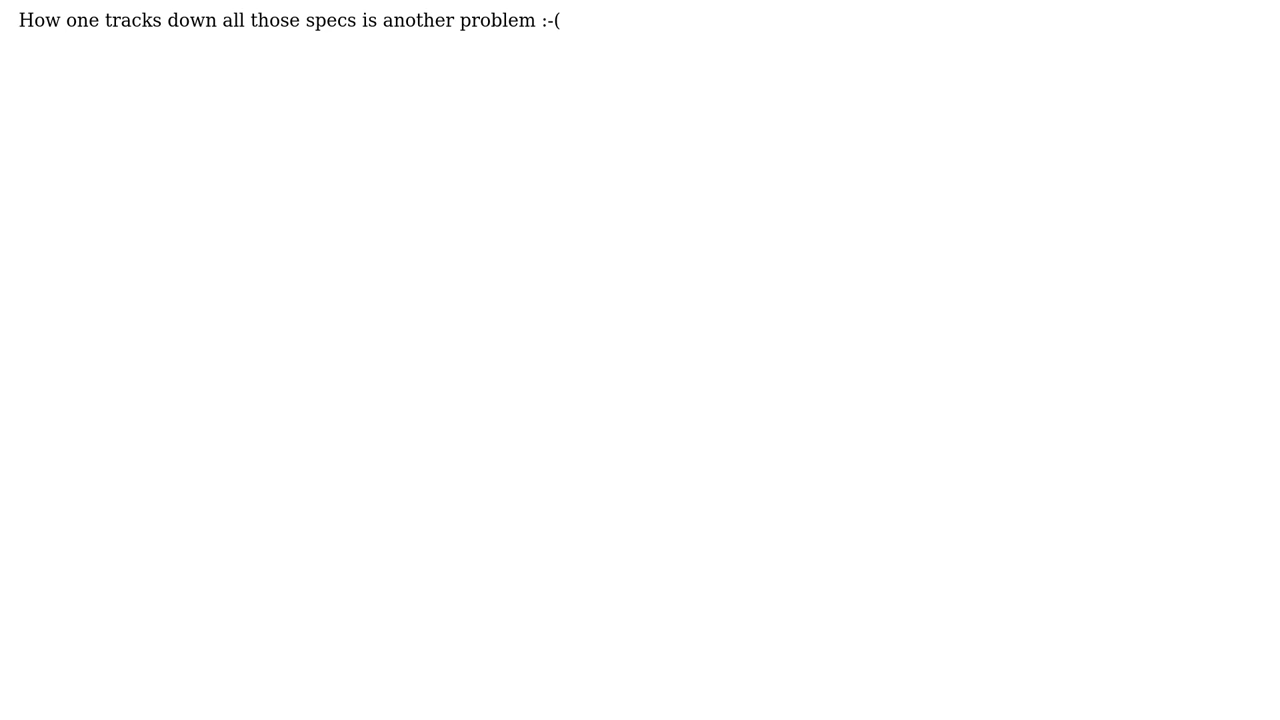 How one tracks down all those specs is another problem :-(